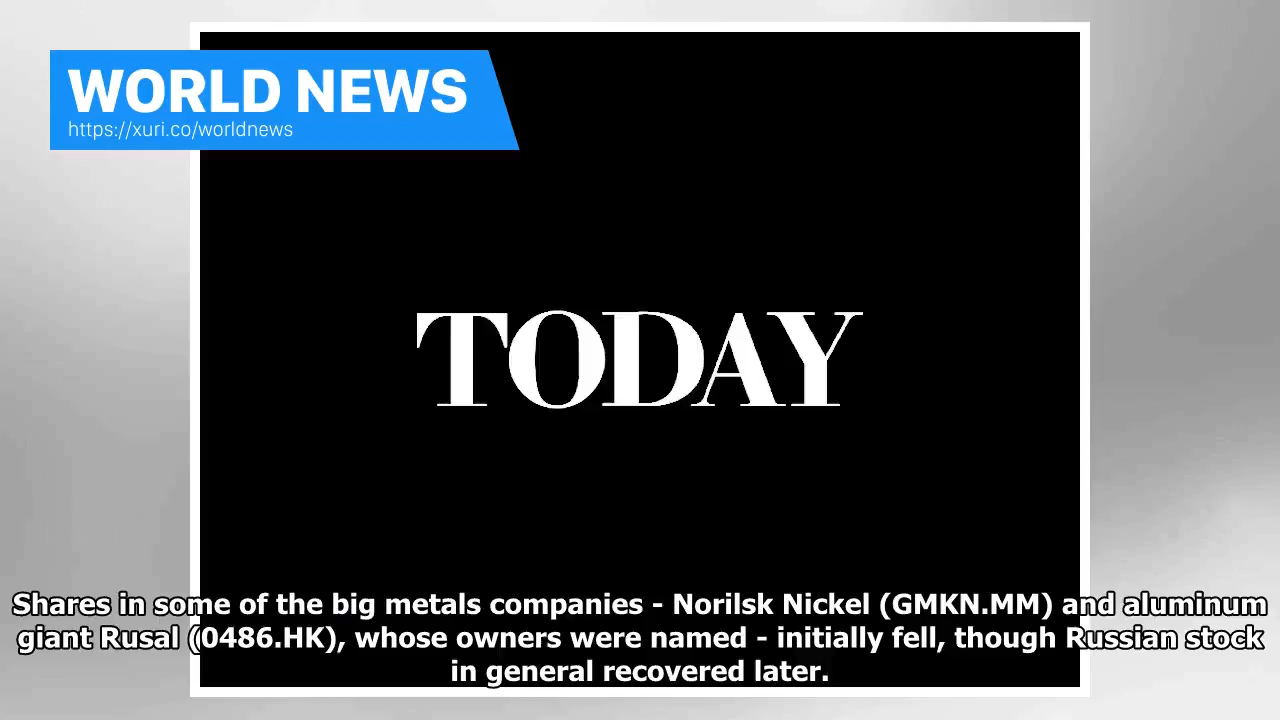 WORLD NEWS
https://xuri.co/worldnews
TODAY
Shares in some of the big metals companies - Norilsk Nickel (GMKN.MM) and aluminum
giant Rusal (0486.HK), whose owners were named - initially fell, though Russian stock
in general recovered later.